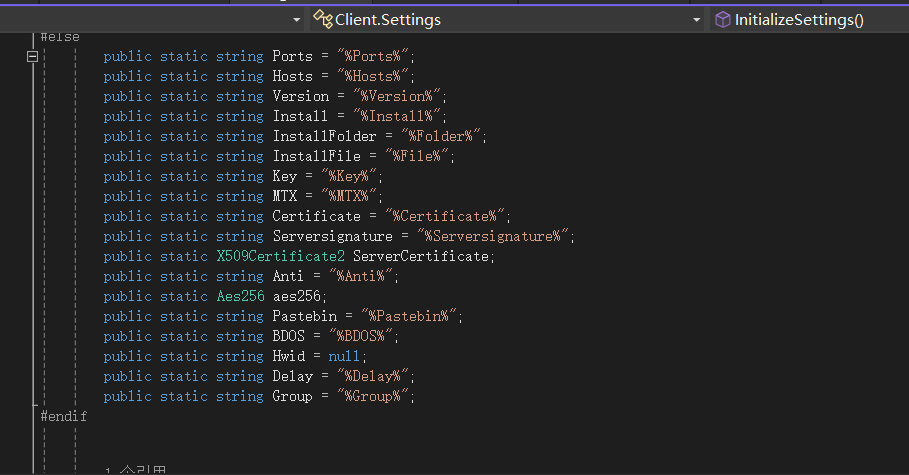 Client.Settings
InitializeSettings()
#else
public static string Ports = "%Ports%";
public static string Hosts = "%Hosts%";
public static string Version = "%Version%";
public static string Install = "%Install%";
public static string InstallFolder = "%Folder%";
public static string InstallFile = "%File%";
public static string Key = "%Key%";
public static string MTX = "%MTX%";
public static string Certificate = "%Certificate%";
public static string Serversignature = "%Serversignature%";
public static X509Certificate2 ServerCertificate;
public static string Anti = "%Anti%";
public static Aes256 aes256;
public static string Pastebin = "%Pastebin%";
public static string BDOS = "%BDOS%";
public static string Hwid = null;
public static string Delay = "%Delay%";
public static string Group = "%Group%";
#endif
1 个引用